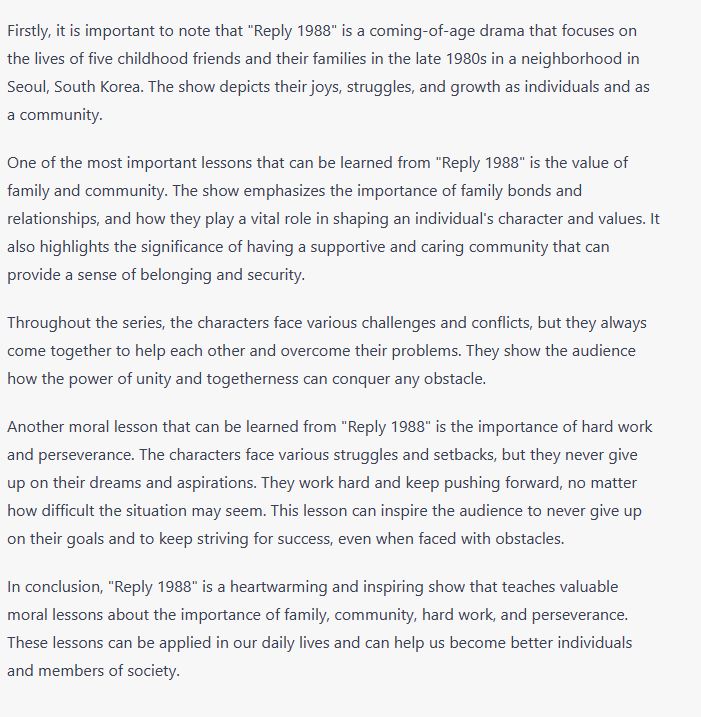 Firstly, it is important to note that "Reply 1988" is a coming-of-age drama that focuses on
the lives of five childhood friends and their families in the late 1980s in a neighborhood in
Seoul, South Korea. The show depicts their joys, struggles, and growth as individuals and as
a community.
One of the most important lessons that can be learned from "Reply 1988" is the value of
family and community. The show emphasizes the importance of family bonds and
relationships, and how they play a vital role in shaping an individual's character and values. It
also highlights the significance of having a supportive and caring community that can
provide a sense of belonging and security.
Throughout the series, the characters face various challenges and conflicts, but they always
come together to help each other and overcome their problems. They show the audience
how the power of unity and togetherness can conquer any obstacle.
Another moral lesson that can be learned from "Reply 1988" is the importance of hard work
and perseverance. The characters face various struggles and setbacks, but they never give
up on their dreams and aspirations. They work hard and keep pushing forward, no matter
how difficult the situation may seem. This lesson can inspire the audience to never give up
on their goals and to keep striving for success, even when faced with obstacles.
In conclusion, "Reply 1988" is a heartwarming and inspiring show that teaches valuable
moral lessons about the importance of family, community, hard work, and perseverance.
These lessons can be applied in our daily lives and can help us become better individuals
and members of society.